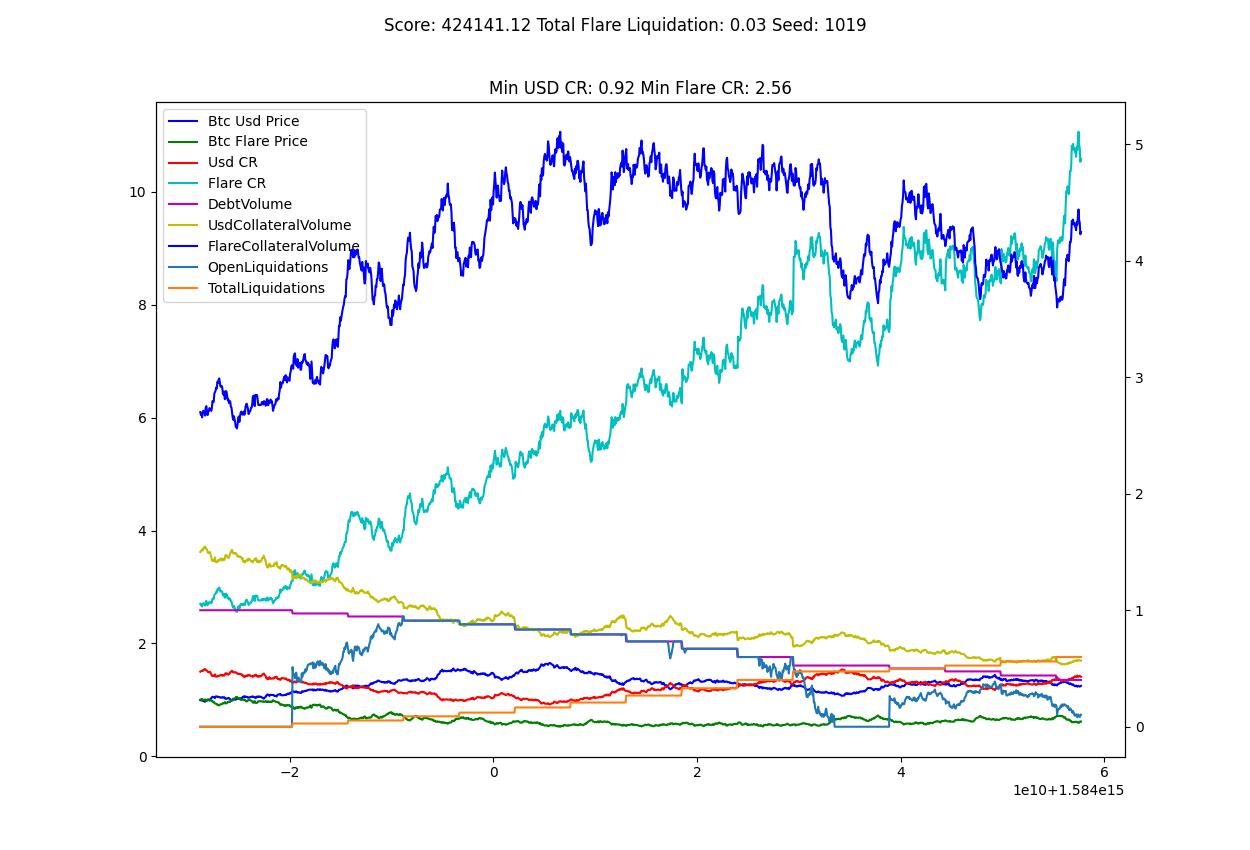 Score: 424141.12 Total Flare Liquidation: 0.03 Seed: 1019
Min USD CR: 0.92 Min Flare CR: 2.56
Btc Usd Price
Btc Flare Price
Usd CR
Flare CR
DebtVolume
UsdCollateralVolume
FlareCollateralVolume
OpenLiquidations
TotalLiquidations
10
8
6
4
2
0
5
4
3
2
1
0
−2
0
2
4
6
1e10+1.584e15